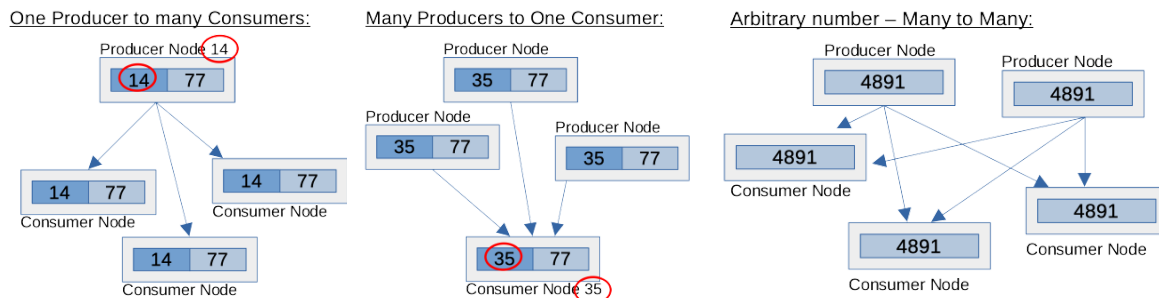 One Producer to many Consumers:
Producer Node 14
14 77
14 77
Consumer Node
14 77
Consumer Node
14 77
Consumer Node
Many Producers to One Consumer:
Producer Node
35 77
Producer Node
35 77
Producer Node
35 77
35 77
Consumer Node 35
Arbitrary number – Many to Many:
Producer Node
4891
Producer Node
4891
4891
Consumer Node
4891
Consumer Node
4891
Consumer Node